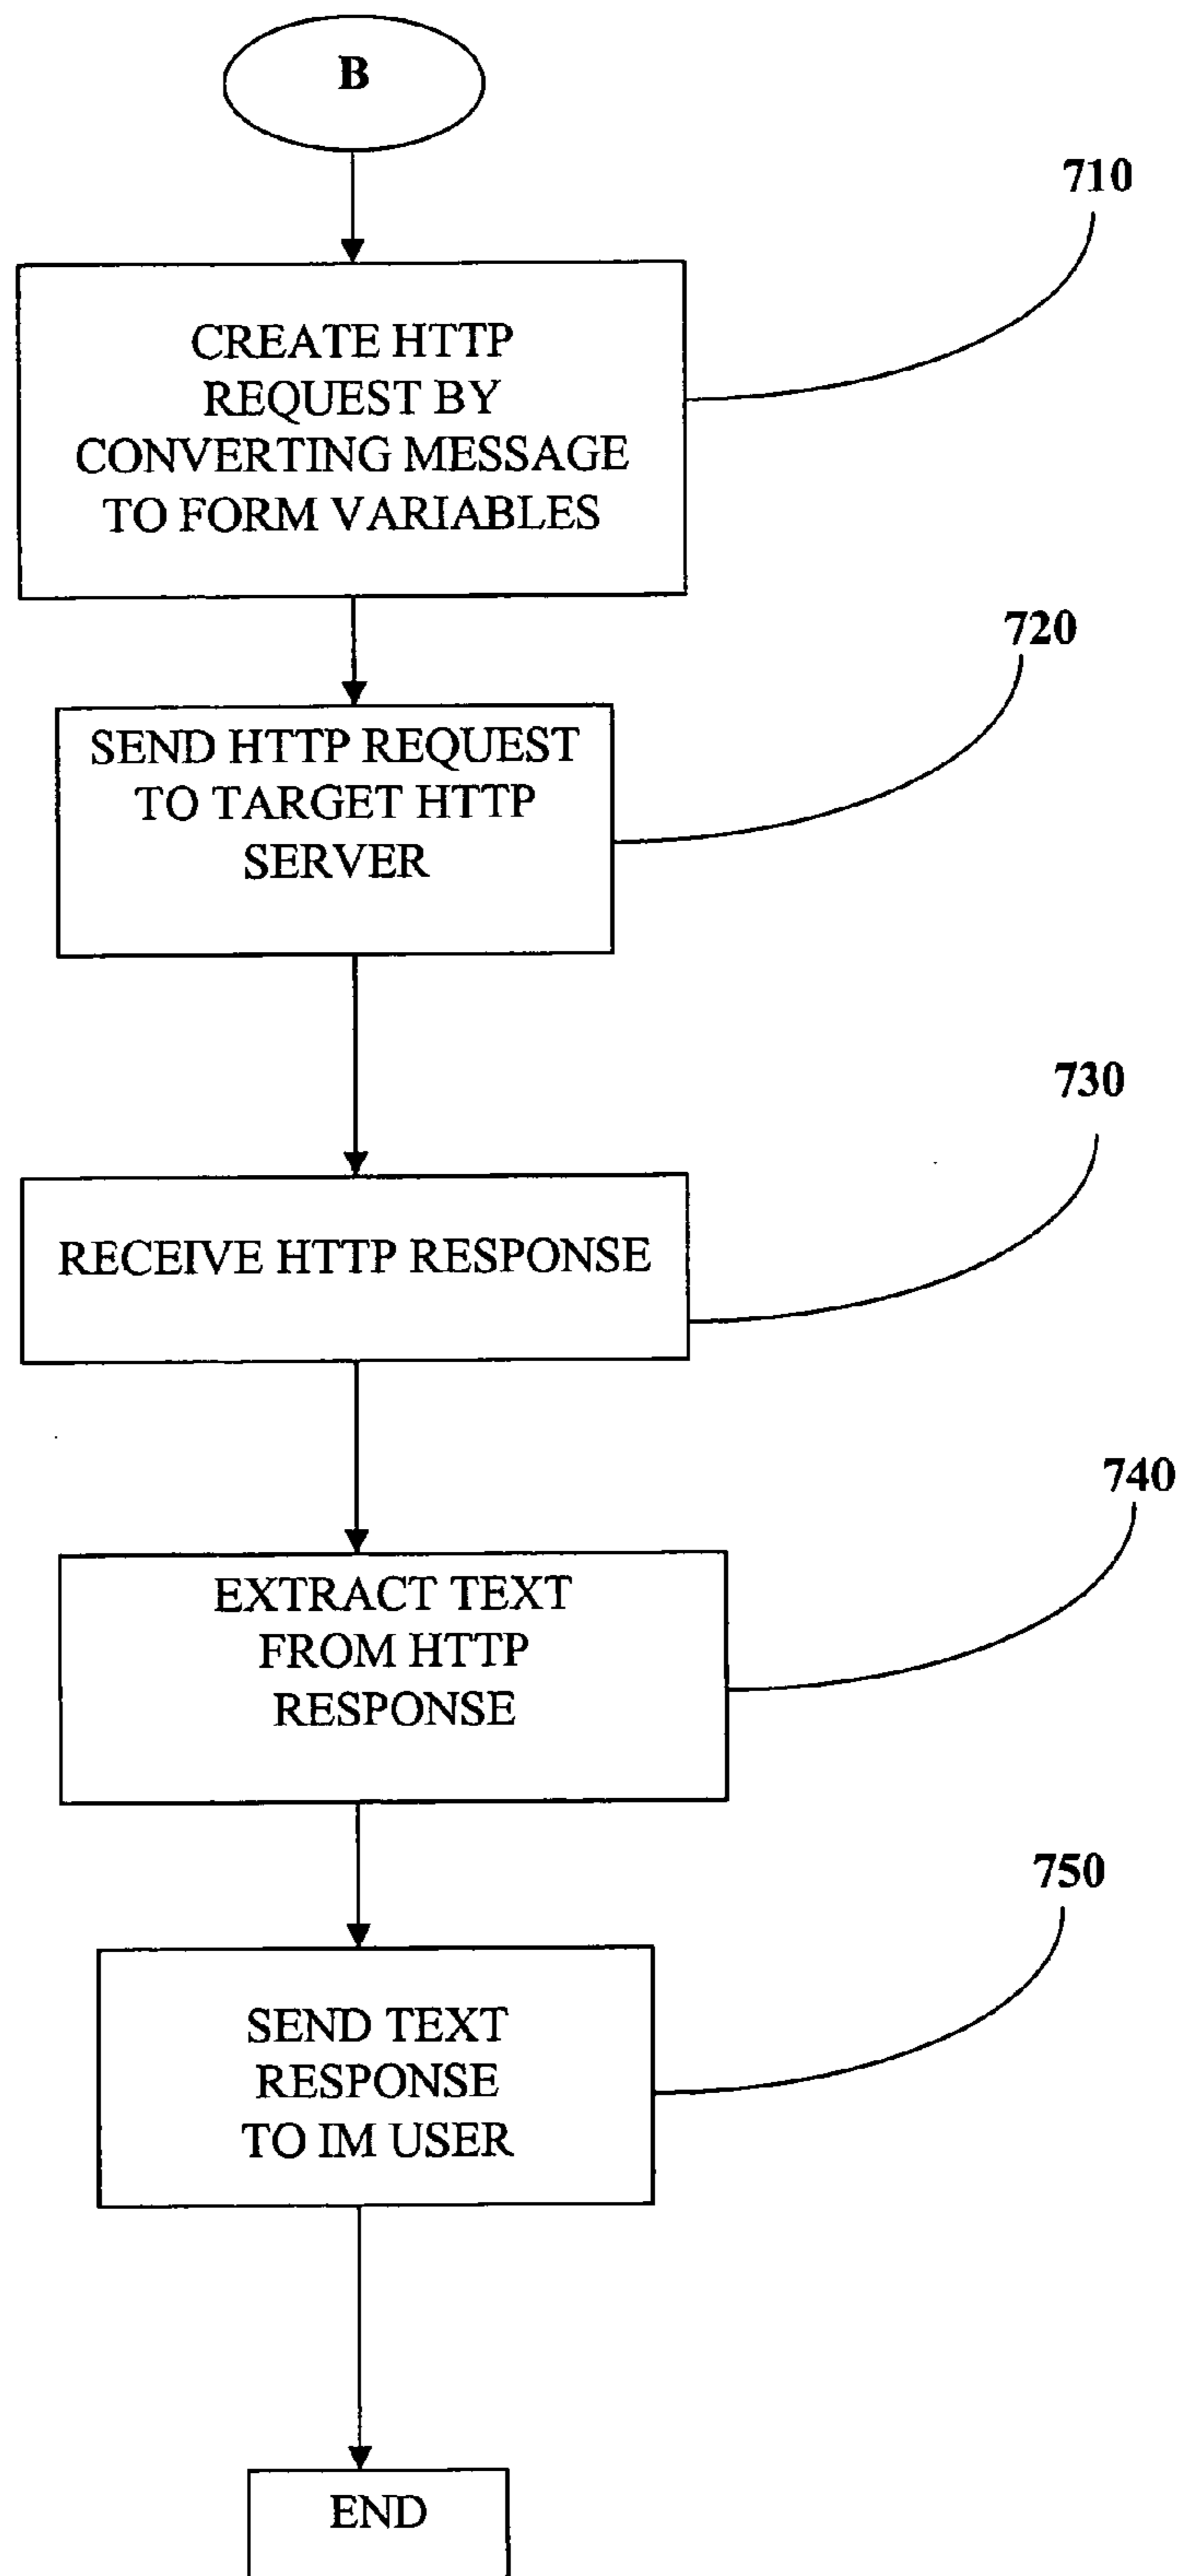 B
710
CREATE HTTP
REQUEST BY
CONVERTING MESSAGE
TO FORM VARIABLES
720
SEND HTTP REQUEST
TO TARGET HTTP
SERVER
730
RECEIVE HTTP RESPONSE
740
EXTRACT TEXT
FROM HTTP
RESPONSE
750
SEND TEXT
RESPONSE
TO IM USER
END